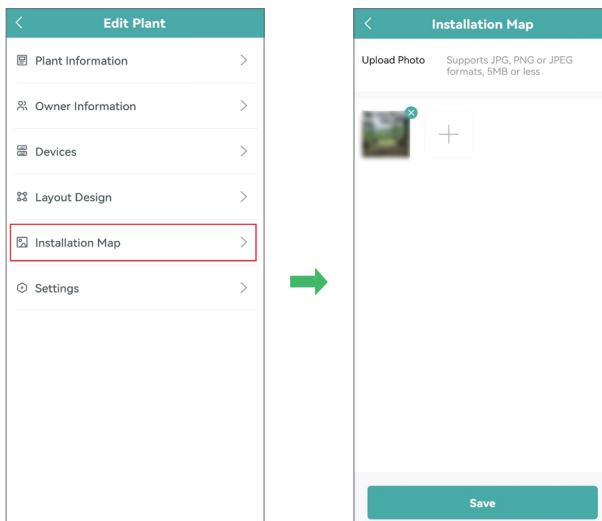 Edit Plant
Plant Information
Owner Information
Devices
Layout Design
Installation Map
Settings
Installation Map
Upload Photo
Supports JPG, PNG or JPEG
formats, 5MB or less
Save